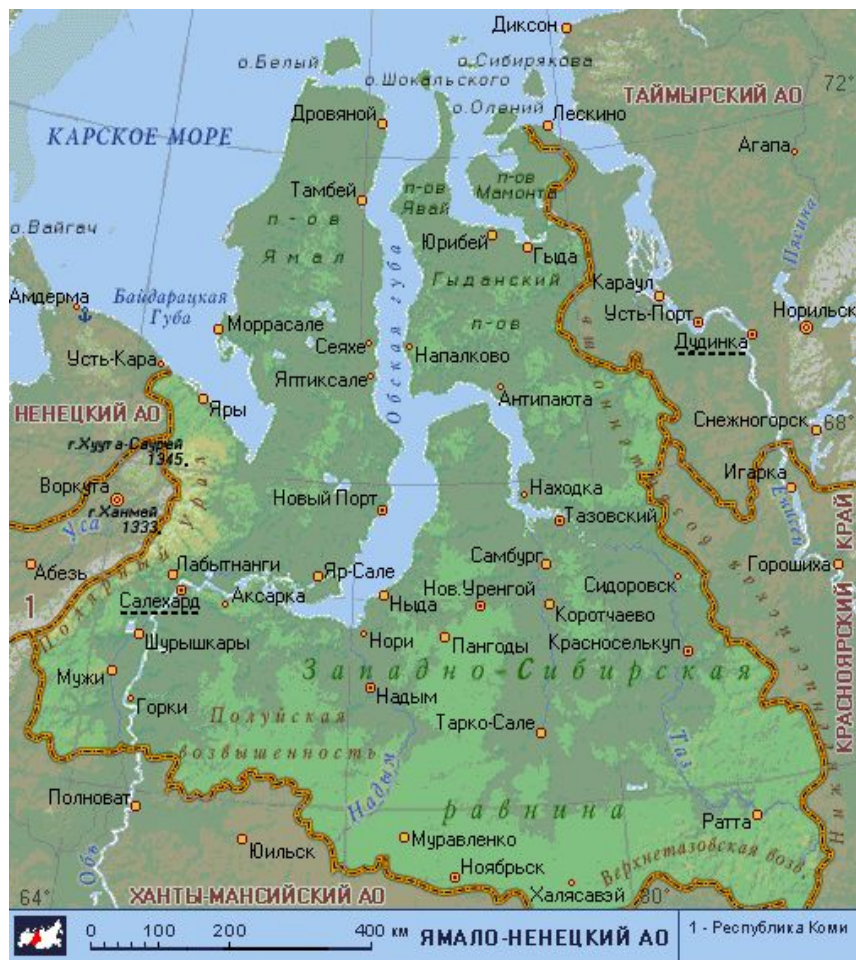 Диксон
о.Белый
о.Сибирякова
о.Шокальского
72°
ТАЙМЫРСКИЙ АО
о.Олений
Дровяной
Лескино
КАРСКОЕ МОРЕ
Агапа
п-ов
Мамонта
Тамбей
п-ов
Явай
п-ов
Ямал
о.Вайгач
Юрибей
Гыда
Пясина
Гыданский
п-ов
Обская губа
Караул
Амдерма
Байдарацкая
Губа
Усть-Порт
Норильск
Моррасале
Дудинка
Сеяхе
Напалково
Усть-Кара
Яптиксале
Антипаюта
Яры
НЕНЕЦКИЙ АО
Снежногорск
68°
г.Хуута-Саурей
1345.
Воркута
Игарка
Находка
Новый Порт
г.Ханмей
1333.
Тазовский
Енисей
Уса
Полярный Урал
Абезь
Лабытнанги
Яр-Сале
Самбург
Сидоровск
Горошиха
Нов.Уренгой
1
Салехард
Аксарка
Ныда
Коротчаево
Шурышкары
Нори
Пангоды
Красноселькуп
КРАСНОЯРСКИЙ КРАЙ
Мужи
Западно-Сибирская
Надым
Горки
Полуйская
возвышенность
Тарко-Сале
Таз
Надым
Полноват
равнина
Ратта
Муравленко
Юильск
Обь
Верхнетазовская возв.
Ноябрьск
Халясавэй
64°
ХАНТЫ-МАНСИЙСКИЙ АО
80°
0 100 200 400 км
ЯМАЛО-НЕНЕЦКИЙ АО
1 - Республика Коми